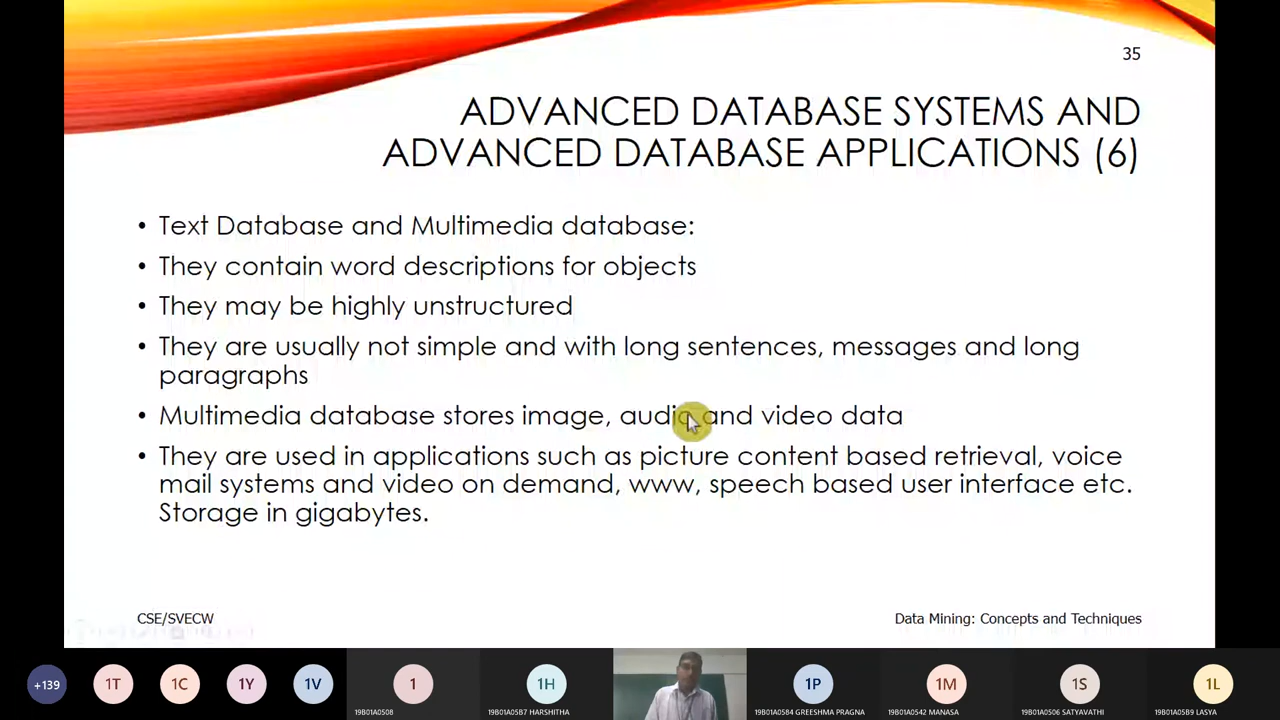 35
ADVANCED DATABASE SYSTEMS AND
ADVANCED DATABASE APPLICATIONS (6)
• Text Database and Multimedia database:
• They contain word descriptions for objects
• They may be highly unstructured
• They are usually not simple and with long sentences, messages and long
paragraphs
• Multimedia database stores image, audio and video data
• They are used in applications such as picture content based retrieval, voice
mail systems and video on demand, www, speech based user interface etc.
Storage in gigabytes.
CSE/SVECW
Data Mining: Concepts and Techniques
+139
1T
1C
1Y
1V
1
19B01A0508
1H
19B01A05B7 HARSHITHA
1P
19B01A0584 GREESHMA PRAGNA
1M
19B01A0542 MANASA
1S
19B01A0506 SATYAVATHI
1L
19B01A05B9 LASYA